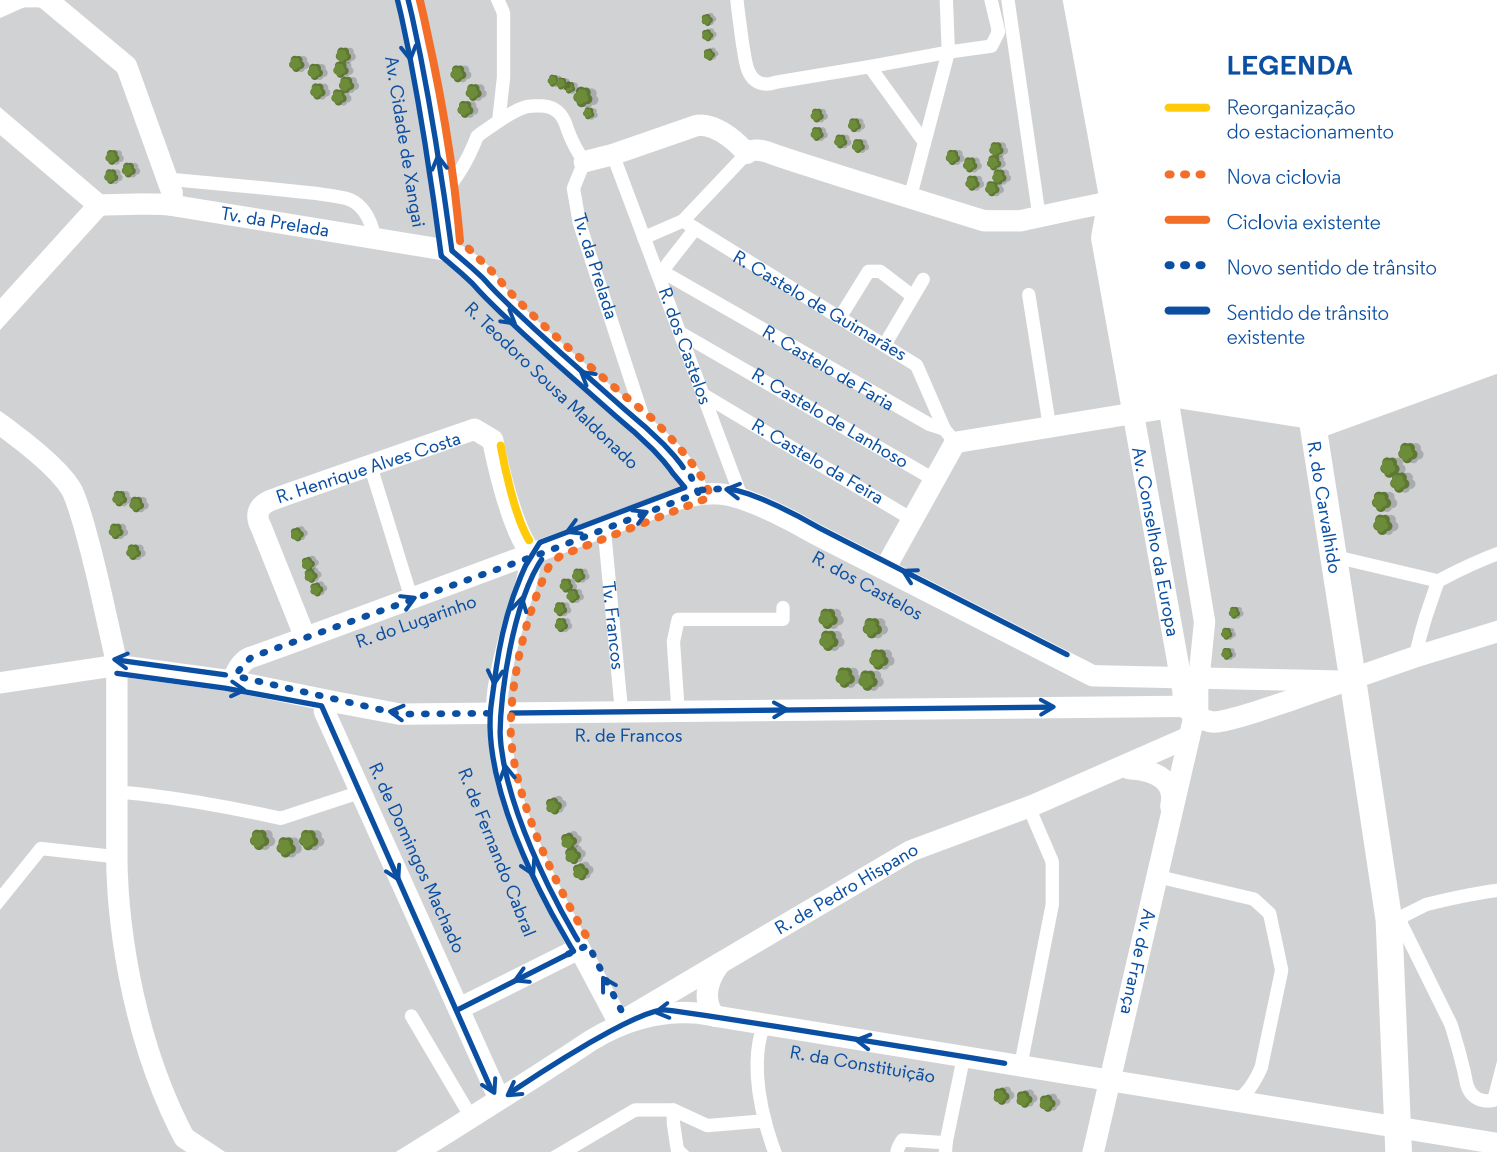 LEGENDA
Reorganização
do estacionamento
Nova ciclovia
Ciclovia existente
Novo sentido de trânsito
Sentido de trânsito
existente
Av. Cidade de Xangai
Tv. da Prelada
Tv. da Prelada
R. dos Castelos
R. Castelo de Guimarães
R. Castelo de Faria
R. Castelo de Lanhoso
R. Castelo da Feira
R. Teodoro Sousa Maldonado
R. Henrique Alves Costa
Av. Conselho da Europa
R. do Carvalhido
R. dos Castelos
R. do Lugarinho
Tv. Francos
R. de Francos
R. de Domingos Machado
R. de Fernando Cabral
R. de Pedro Hispano
Av. de França
R. da Constituição